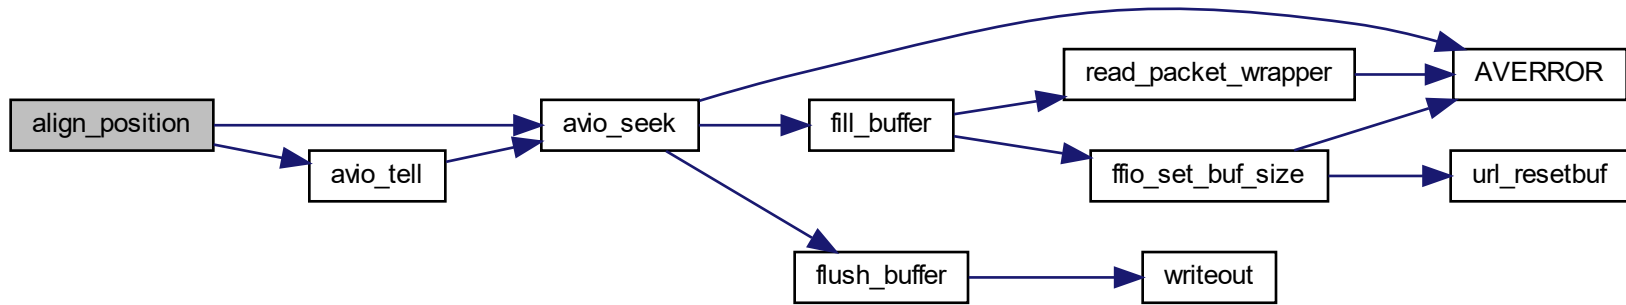 align_position
avio_tell
avio_seek
fill_buffer
flush_buffer
read_packet_wrapper
ffio_set_buf_size
writeout
AVERROR
url_resetbuf